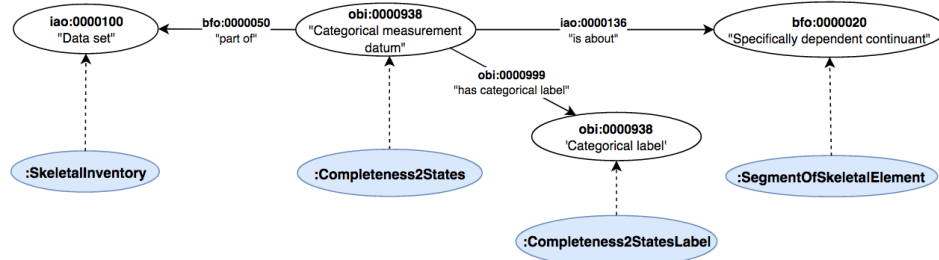 iao:0000100
"Data set"
bfo:0000050
"part of"
obi:0000938
"Categorical measurement
datum"
iao:0000136
"is about"
bfo:0000020
"Specifically dependent continuant"
obi:0000999
"has categorical label"
obi:0000938
'Categorical label'
:SkeletalInventory
:Completeness2States
:SegmentOfSkeletalElement
:Completeness2StatesLabel